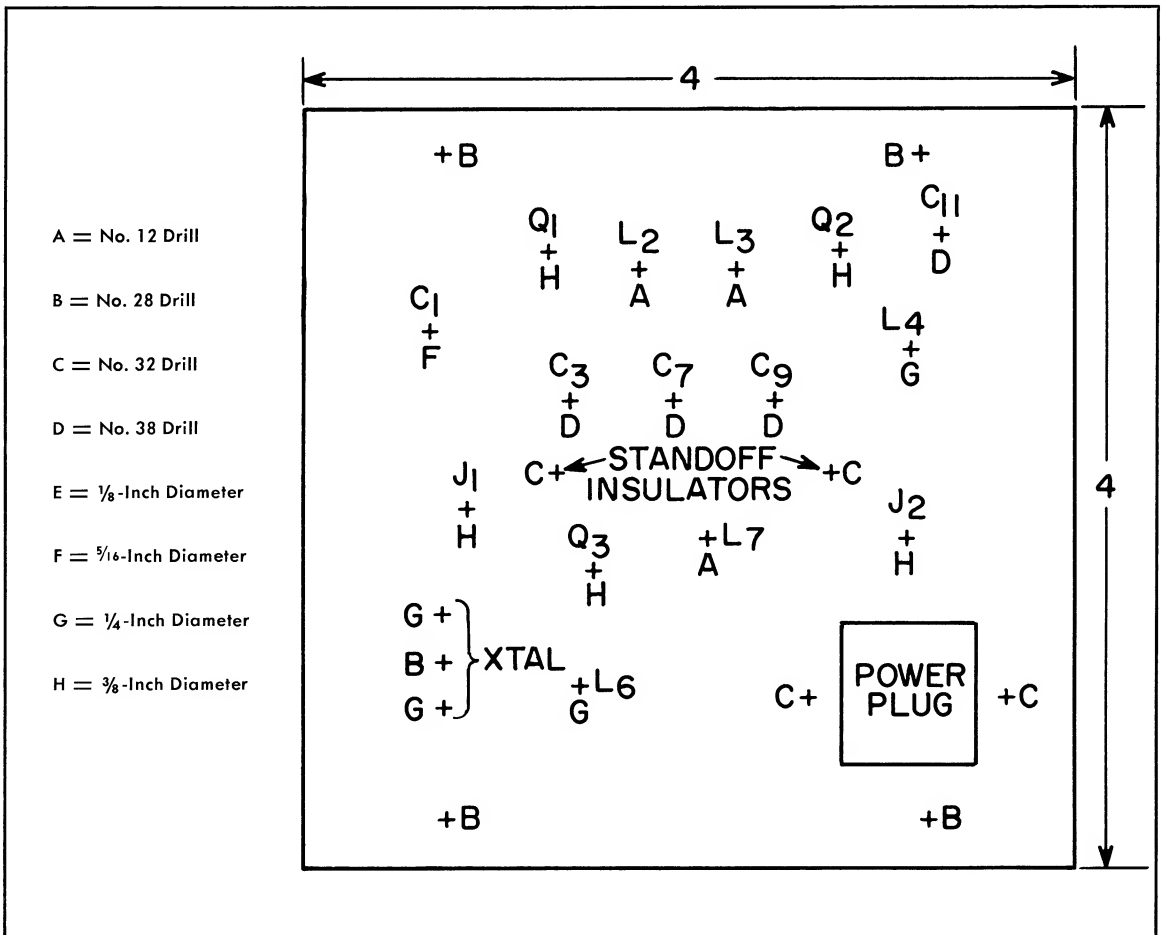 A = No. 12 Drill
B = No. 28 Drill
C = No. 32 Drill
D = No. 38 Drill
E = 1/8-Inch Diameter
F = 5/16-Inch Diameter
G = 1/4-Inch Diameter
H = 3/8-Inch Diameter
4
+B
B+
C11
+
D
Q1
+
H
L2
+
A
L3
+
A
Q2
+
H
C1
+
F
L4
+
G
C3
+
D
C7
+
D
C9
+
D
C+ STANDOFF +C
INSULATORS
J1
+
H
J2
+
H
4
Q3
+
H
+L7
A
G +
B + XTAL
G +
+L6
G
C+
POWER
PLUG
+C
+B
+B